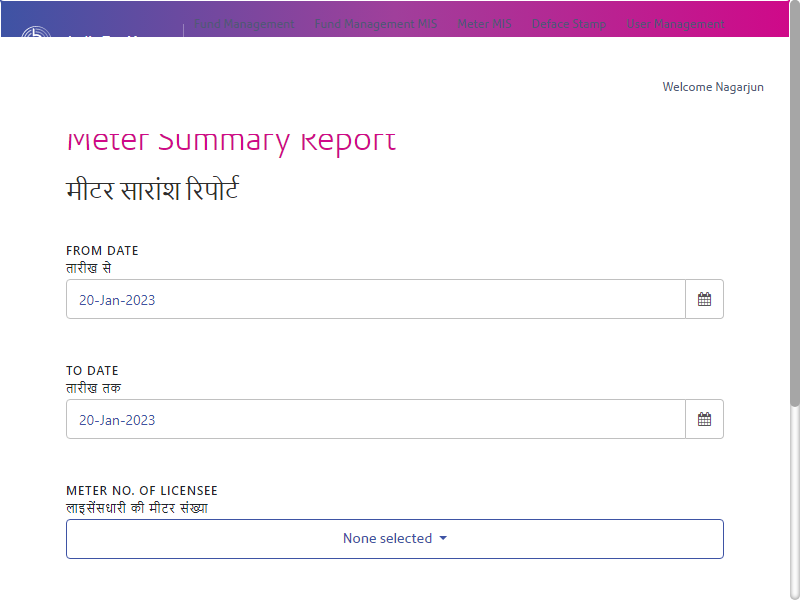 Fund Management Fund Management MIS Meter MIS Deface Stamp User Management
Welcome Nagarjun
Meter Summary Report
मीटर सारांश रिपोर्ट
FROM DATE
तारीख से
20-Jan-2023
TO DATE
तारीख तक
20-Jan-2023
METER NO. OF LICENSEE
लाइसेंसधारी की मीटर संख्या
None selected